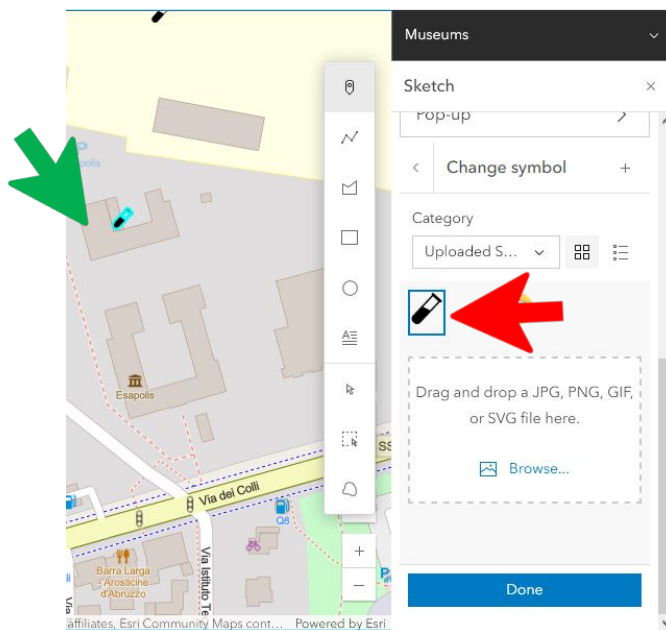 Museums
Sketch
Pop-up
Change symbol
Category
Uploaded S...
Drag and drop a JPG, PNG, GIF,
or SVG file here.
Browse...
Done
Esapolis
SS
Via dei Colli
Q8
Barra Larga
- Arosticine
d'Abruzzo
Via Istituto Te
Via
P
affiliates, Esri Community Maps cont...
Powered by Esri